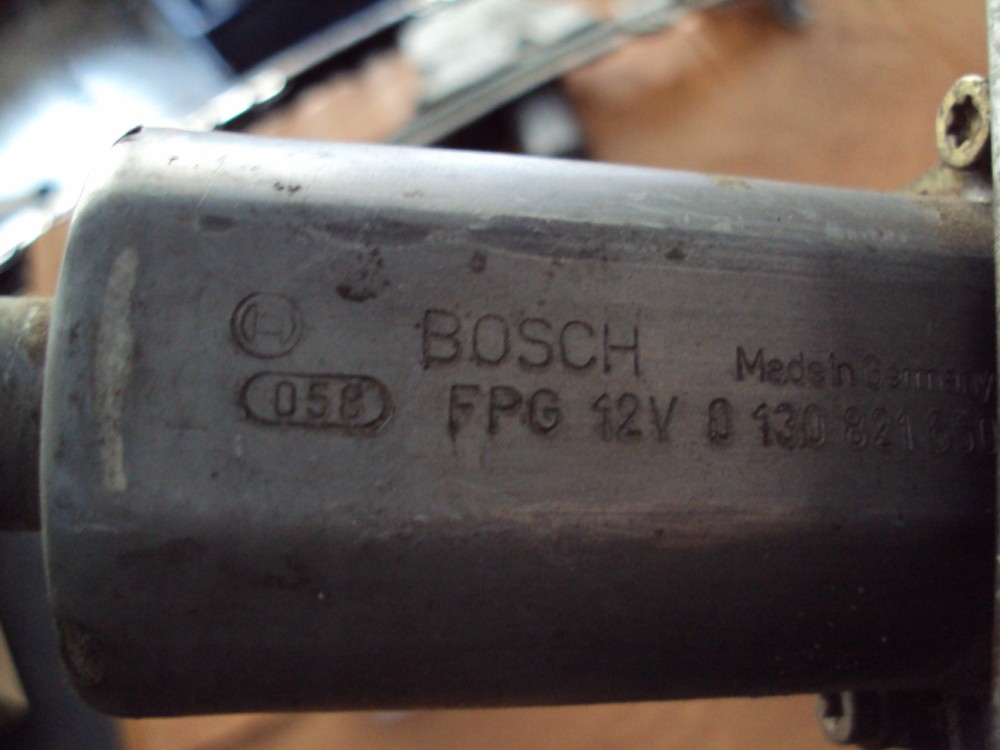 BOSCH
Made in Germany
058 FPG 12V 0 130 821